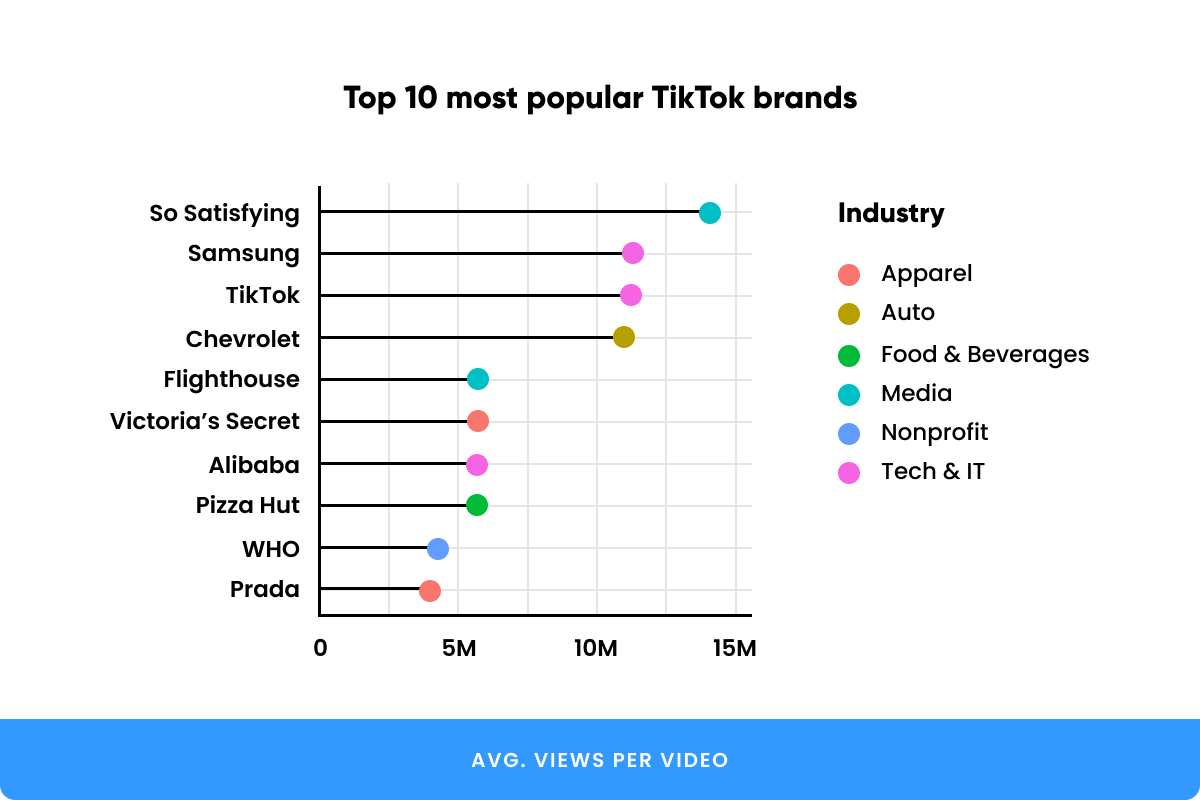 Top 10 most popular TikTok brands
So Satisfying
Samsung
TikTok
Chevrolet
Flighthouse
Victoria’s Secret
Alibaba
Pizza Hut
WHO
Prada
0 5M 10M 15M
Industry
Apparel
Auto
Food & Beverages
Media
Nonprofit
Tech & IT
AVG. VIEWS PER VIDEO